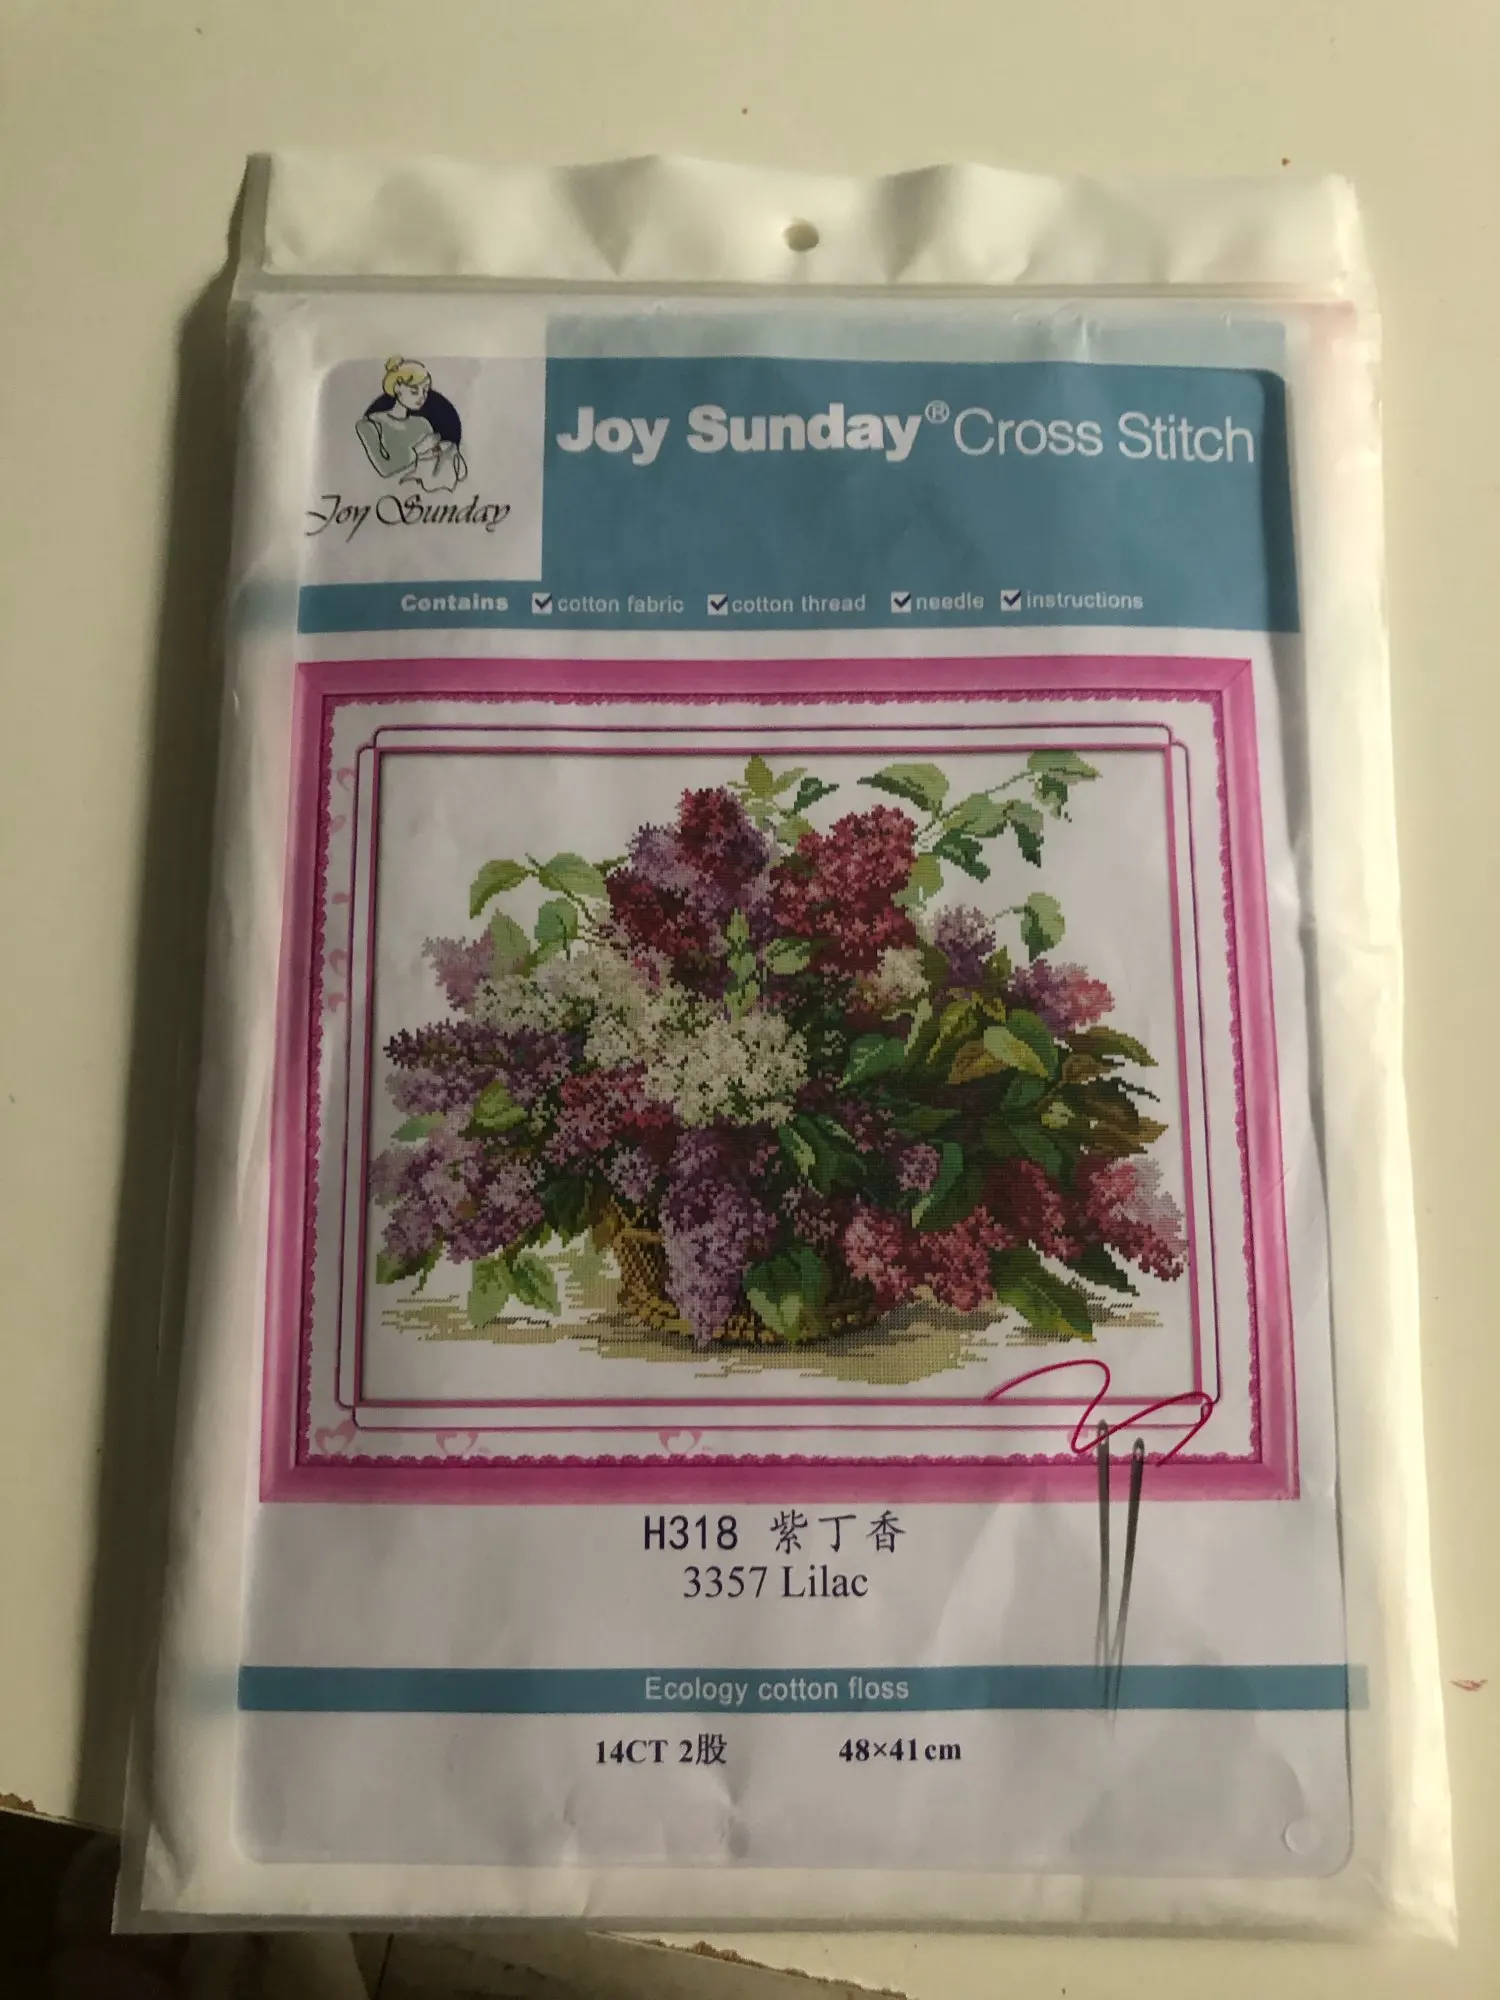 Joy Sunday
Joy Sunday® Cross Stitch
Contains cotton fabric cotton thread needle instructions
H318 紫丁香
3357 Lilac
Ecology cotton floss
14CT 2股 48×41cm